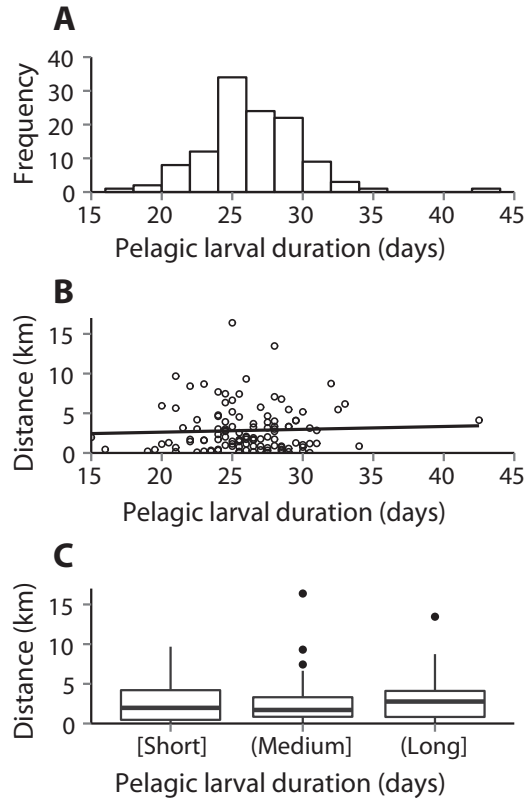 A
Frequency
40
30
20
10
0
15 20 25 30 35 40 45
Pelagic larval duration (days)
B
Distance (km)
15
10
5
0
15 20 25 30 35 40 45
Pelagic larval duration (days)
C
Distance (km)
15
10
5
0
[Short] (Medium] (Long]
Pelagic larval duration (days)